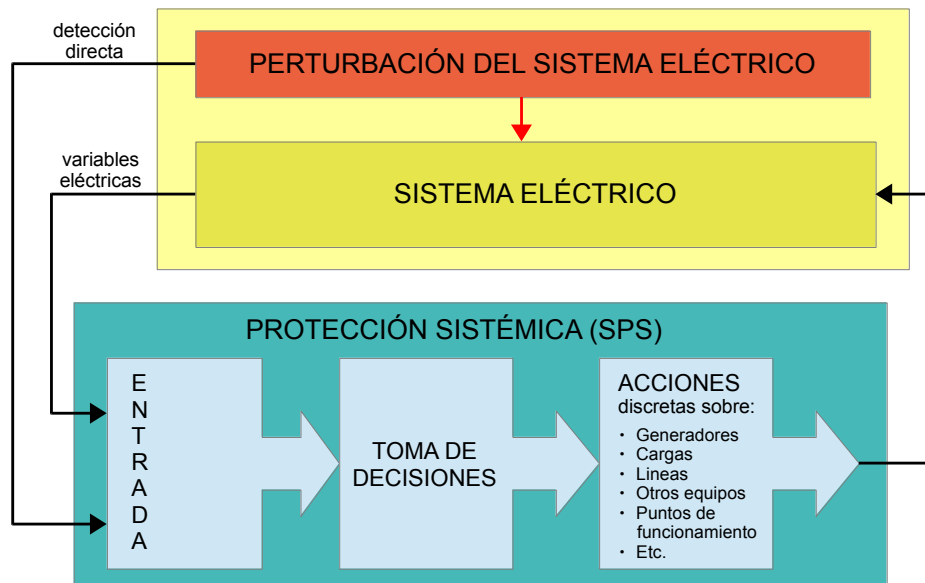 detección
directa
PERTURBACIÓN DEL SISTEMA ELÉCTRICO
variables
eléctricas
SISTEMA ELÉCTRICO
PROTECCIÓN SISTÉMICA (SPS)
E
N
T
R
A
D
A
TOMA DE
DECISIONES
ACCIONES
discretas sobre:
· Generadores
· Cargas
· Lineas
· Otros equipos
· Puntos de
funcionamiento
· Etc.